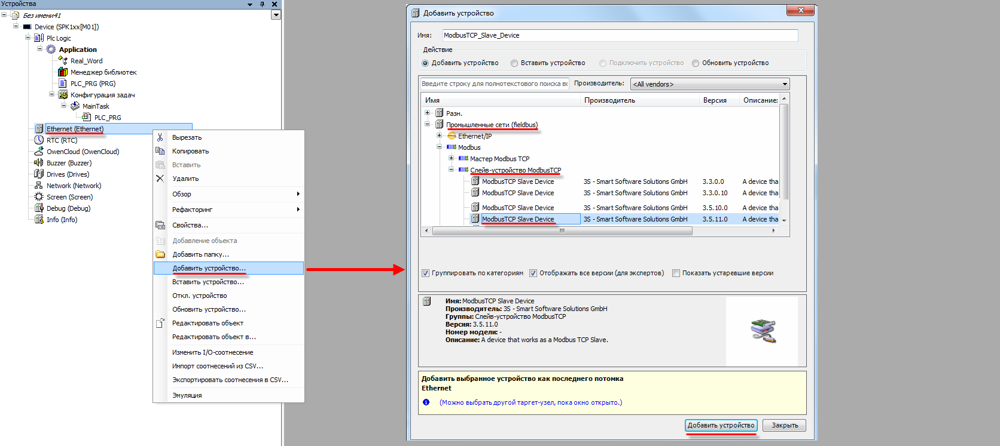 Устройства
Без имени41
Device (SPK1xx[M01])
Plc Logic
Application
Real_Word
Менеджер библиотек
PLC_PRG (PRG)
Конфигурация задач
MainTask
PLC_PRG
Ethernet (Ethernet)
RTC (RTC)
OwenCloud (OwenCloud)
Buzzer (Buzzer)
Drives (Drives)
Network (Network)
Screen (Screen)
Debug (Debug)
Info (Info)
Вырезать
Копировать
Вставить
Удалить
Обзор
Рефакторинг
Свойства...
Добавление объекта
Добавить папку...
Добавить устройство...
Вставить устройство...
Откл. устройство
Обновить устройство...
Редактировать объект
Редактировать объект в...
Изменить I/O-соотнесение
Импорт соотнесений из CSV...
Экспортировать соотнесения в CSV...
Эмуляция
Добавить устройство
Имя: ModbusTCP_Slave_Device
Действие
Добавить устройство Вставить устройство Подключить устройство Обновить устройство
Введите строку для полнотекстового поиска вс Производитель: <All vendors>
Имя Производитель Версия Описание:
Разн.
Промышленные сети (fieldbus)
Ethernet/IP
Modbus
Мастер Modbus TCP
Слейв-устройство ModbusTCP
ModbusTCP Slave Device 3S - Smart Software Solutions GmbH 3.3.0.0 A device tha
ModbusTCP Slave Device 3S - Smart Software Solutions GmbH 3.3.0.10 A device tha
ModbusTCP Slave Device 3S - Smart Software Solutions GmbH 3.5.10.0 A device tha
ModbusTCP Slave Device 3S - Smart Software Solutions GmbH 3.5.11.0 A device tha
Группировать по категориям Отображать все версии (для экспертов) Показать устаревшие версии
Имя: ModbusTCP Slave Device
Производитель: 3S - Smart Software Solutions GmbH
Группы: Слейв-устройство ModbusTCP
Версия: 3.5.11.0
Номер модели: -
Описание: A device that works as a Modbus TCP Slave.
Добавить выбранное устройство как последнего потомка
Ethernet
(Можно выбрать другой таргет-узел, пока окно открыто.)
Добавить устройство Закрыть